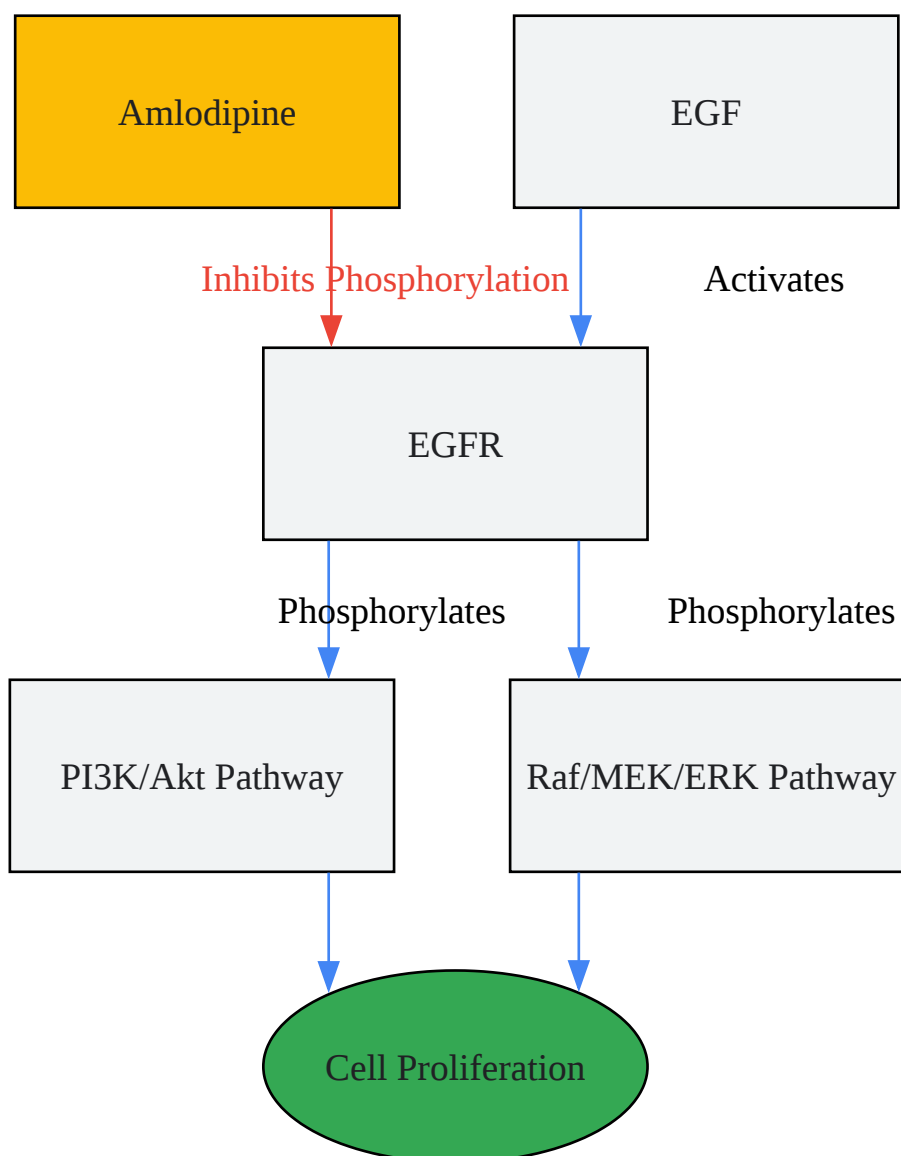 Amlodipine
EGF
Inhibits Phosphorylation
Activates
EGFR
Phosphorylates
Phosphorylates
PI3K/Akt Pathway
Raf/MEK/ERK Pathway
Cell Proliferation